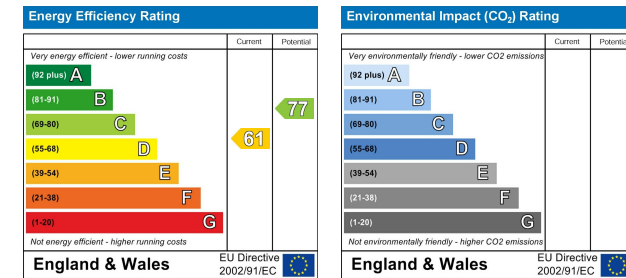 Energy Efficiency Rating
Current Potential
Very energy efficient - lower running costs
(92 plus) A
(81-91) B
(69-80) C
(55-68) D
(39-54) E
(21-38) F
(1-20) G
61
77
Not energy efficient - higher running costs
England & Wales
EU Directive
2002/91/EC
Environmental Impact (CO2) Rating
Current Potential
Very environmentally friendly - lower CO2 emissions
(92 plus) A
(81-91) B
(69-80) C
(55-68) D
(39-54) E
(21-38) F
(1-20) G
Not environmentally friendly - higher CO2 emissions
England & Wales
EU Directive
2002/91/EC